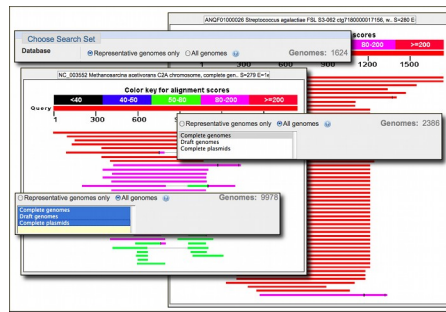 ANGF01000026 Streptococcus agalactiae FSL S3-062 ctg7180000017156, w.. S=280 E
scores
80-200 >=200
900 1200 1500
Choose Search Set
Database Representative genomes only All genomes Genomes: 1624
NC_003552 Methanosarcina acetivorans C2A chromosome, complete gen.. S=279 E=1
Color key for alignment scores
<40 40-50 50-80 80-200 >=200
Query
1 300 600
Representative genomes only All genomes Genomes: 2386
Complete genomes
Draft genomes
Complete plasmids
Representative genomes only All genomes Genomes: 9978
Complete genomes
Draft genomes
Complete plasmids